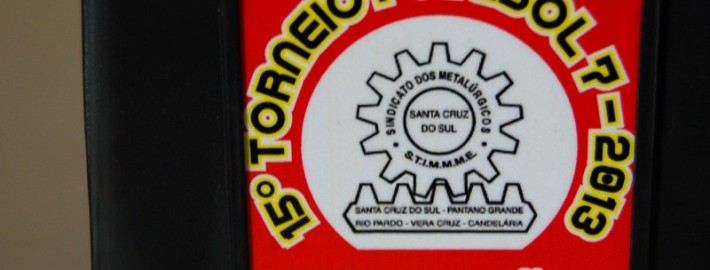 15º TORNEIO FUTEBOL 7 - 2013
SINDICATO DOS METALÚRGICOS
SANTA CRUZ
DO SUL
S.T.I.M.M.M.E.
SANTA CRUZ DO SUL - PANTANO GRANDE
RIO PARDO - VERA CRUZ - CANDELÁRIA